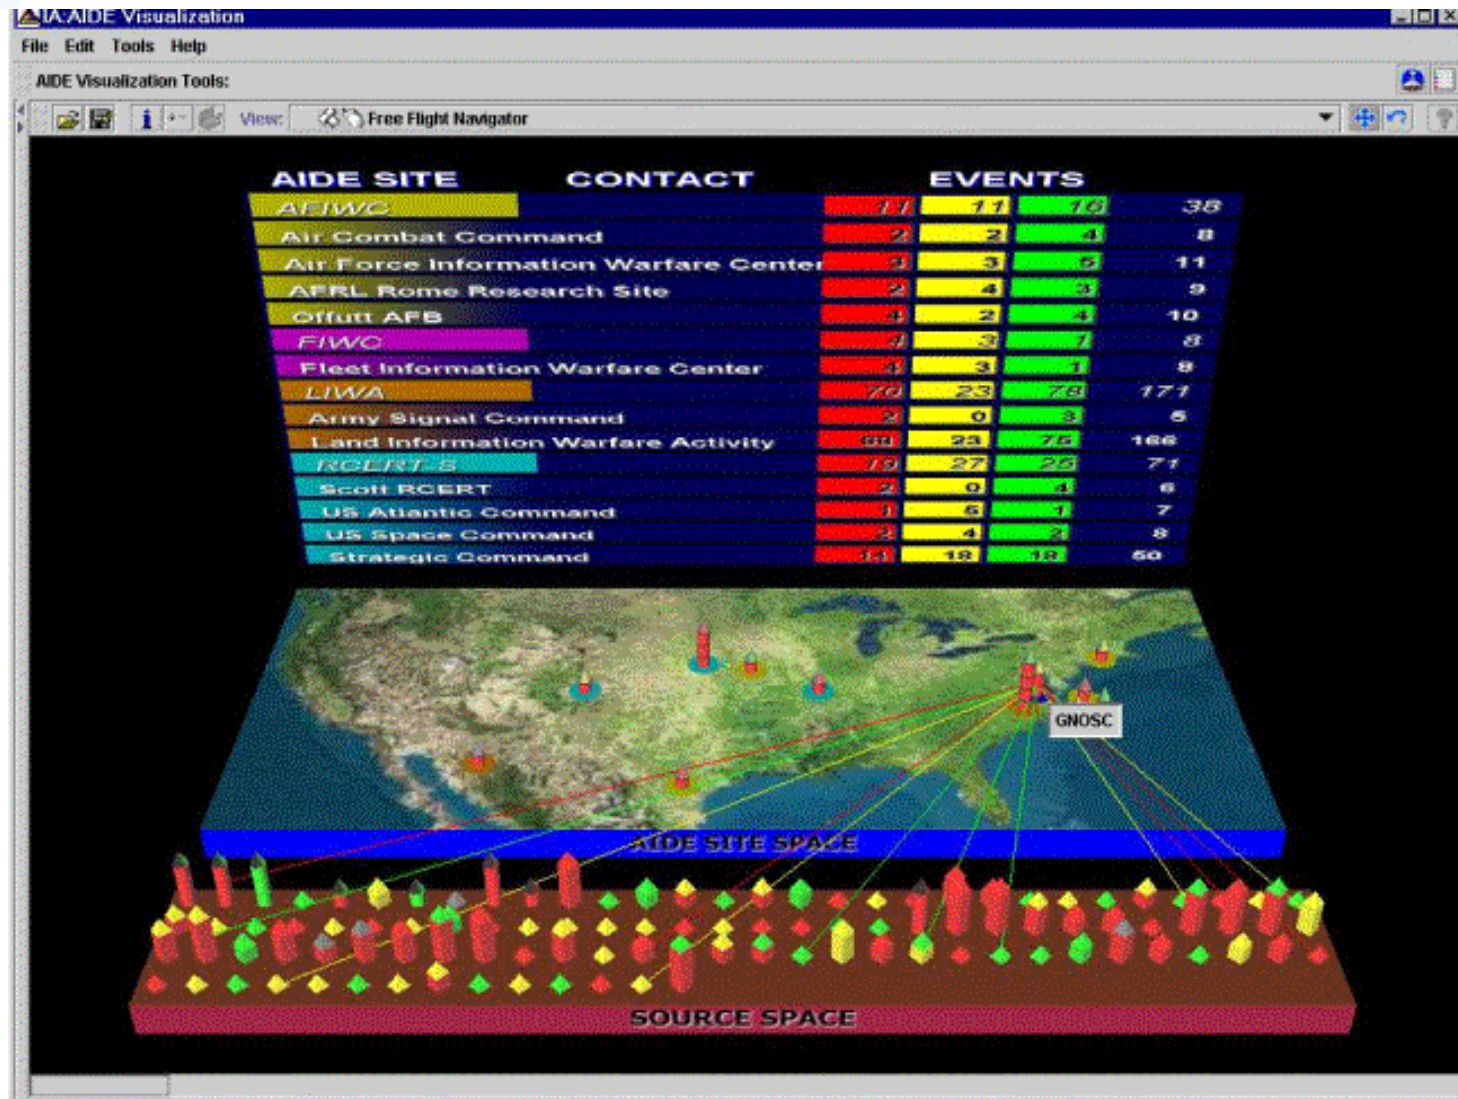 IA:AIDE Visualization
File Edit Tools Help
AIDE Visualization Tools:
View: Free Flight Navigator
AIDE SITE CONTACT EVENTS
AFIWC 11 11 16 38
Air Combat Command 2 2 4 8
Air Force Information Warfare Center 3 5 11
AFRL Rome Research Site 2 4 3 9
Offutt AFB 4 2 4 10
FIWC 4 3 1 8
Fleet Information Warfare Center 4 3 1 8
LIWA 70 23 78 171
Army Signal Command 2 0 3 5
Land Information Warfare Activity 23 75 166
RCERT-S 19 27 25 71
Scott RCERT 2 0 4 6
US Atlantic Command 1 5 1 7
US Space Command 2 4 2 8
Strategic Command 14 18 18 50
GNOSC
AIDE SITE SPACE
SOURCE SPACE